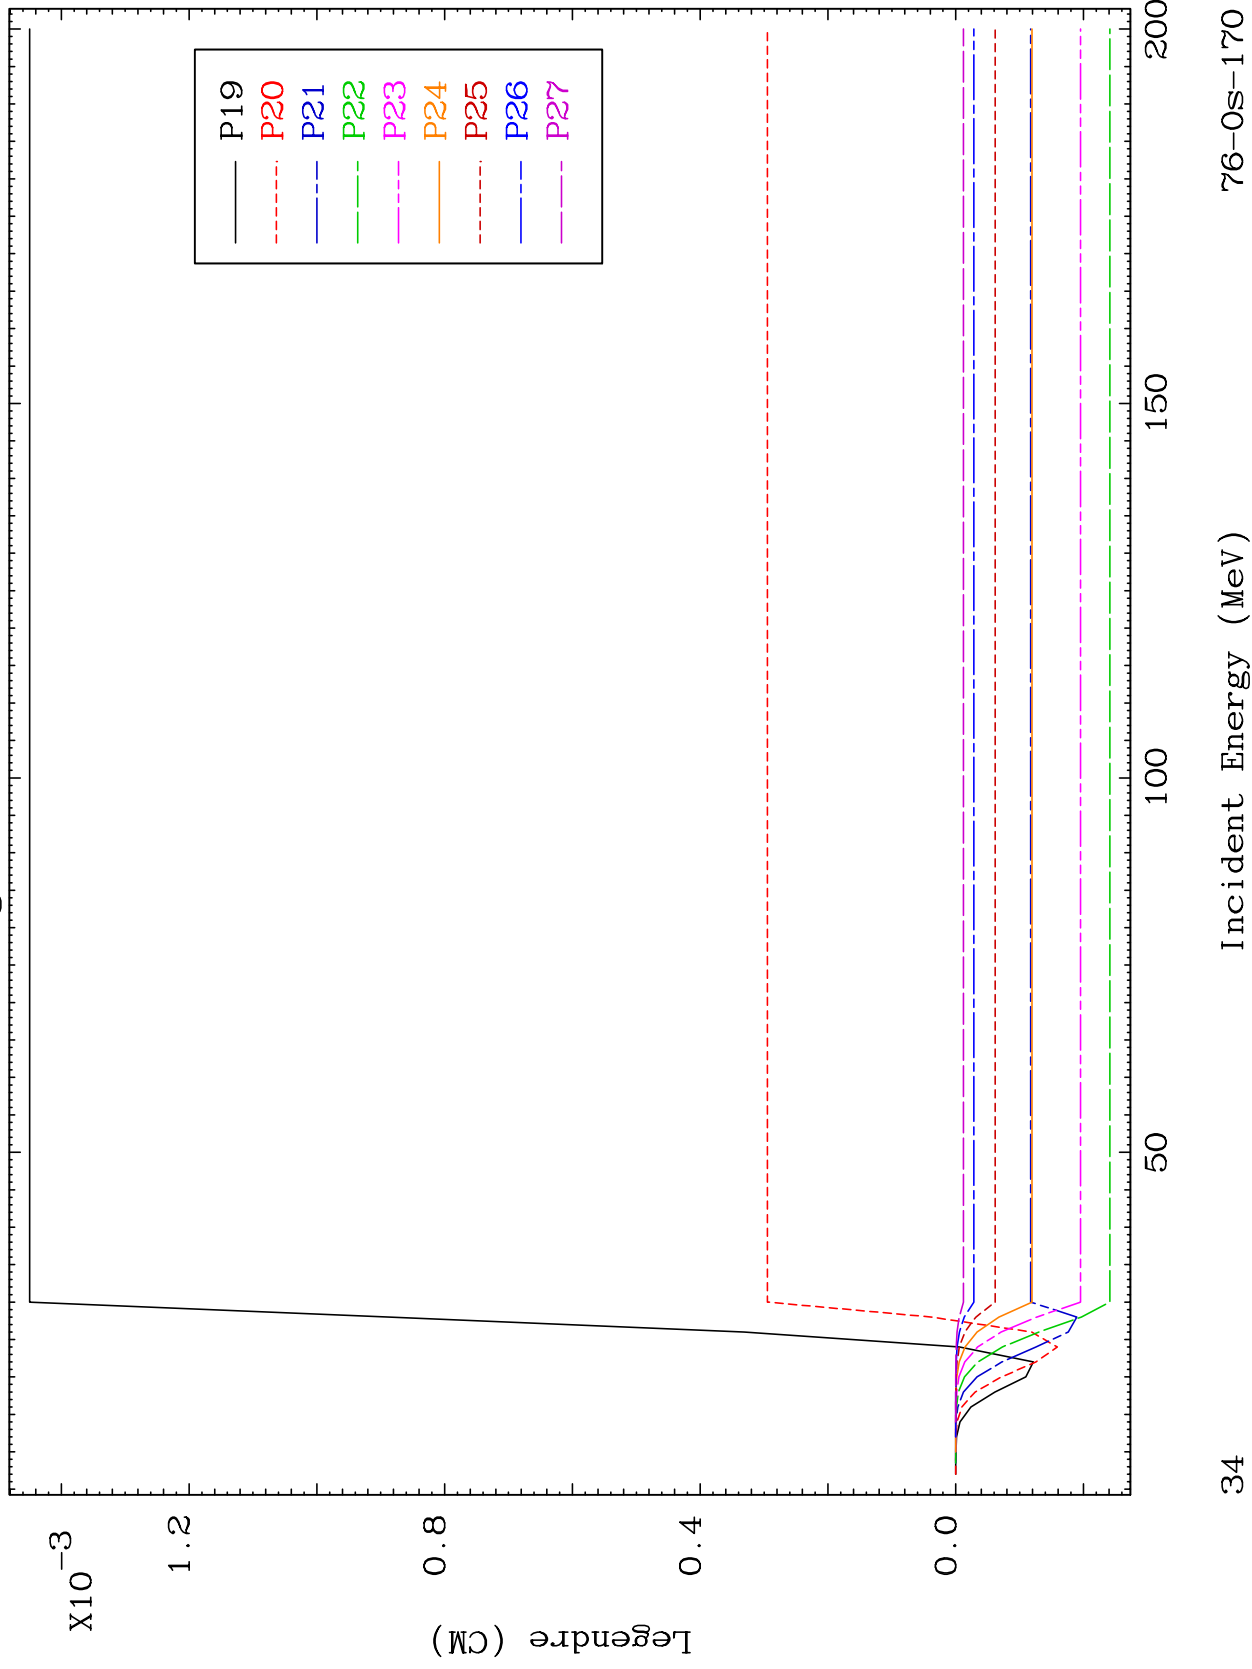 X10-3
1.2
0.8
0.4
0.0
Legendre (CM)
P19
P20
P21
P22
P23
P24
P25
P26
P27
50
100
150
200
34
Incident Energy (MeV)
76-Os-170